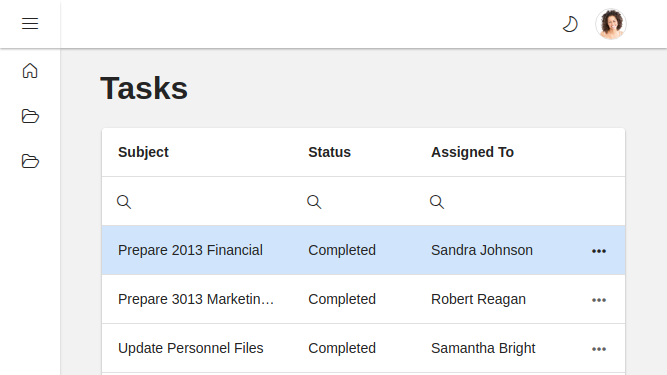 Tasks
Subject Status Assigned To
Prepare 2013 Financial Completed Sandra Johnson
Prepare 3013 Marketin… Completed Robert Reagan
Update Personnel Files Completed Samantha Bright